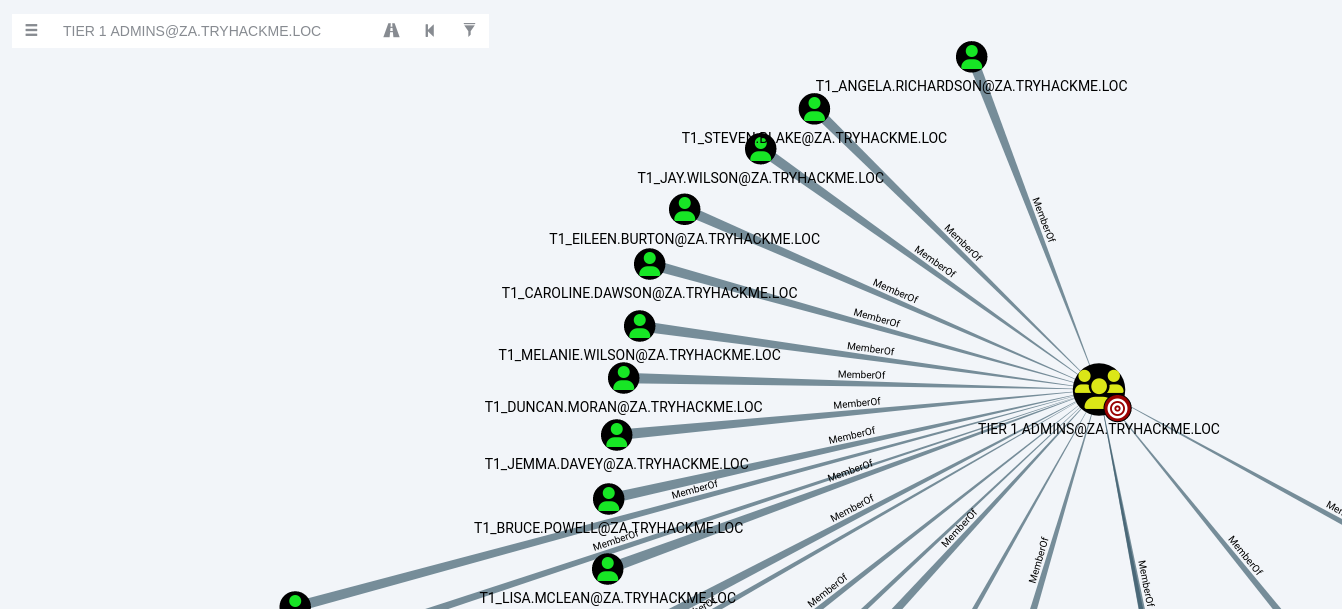 TIER 1 ADMINS@ZA.TRYHACKME.LOC
T1_ANGELA.RICHARDSON@ZA.TRYHACKME.LOC
T1_STEVEN.BLAKE@ZA.TRYHACKME.LOC
T1_JAY.WILSON@ZA.TRYHACKME.LOC
MemberOf
MemberOf
T1_EILEEN.BURTON@ZA.TRYHACKME.LOC
MemberOf
MemberOf
T1_CAROLINE.DAWSON@ZA.TRYHACKME.LOC
MemberOf
MemberOf
T1_MELANIE.WILSON@ZA.TRYHACKME.LOC
MemberOf
T1_DUNCAN.MORAN@ZA.TRYHACKME.LOC
MemberOf
TIER 1 ADMINS@ZA.TRYHACKME.LOC
MemberOf
T1_JEMMA.DAVEY@ZA.TRYHACKME.LOC
MemberOf
MemberOf
MemberOf
T1_BRUCE.POWELL@ZA.TRYHACKME.LOC
MemberOf
MemberOf
MemberOf
MemberOf
MemberOf
MemberOf
T1_LISA.MCLEAN@ZA.TRYHACKME.LOC